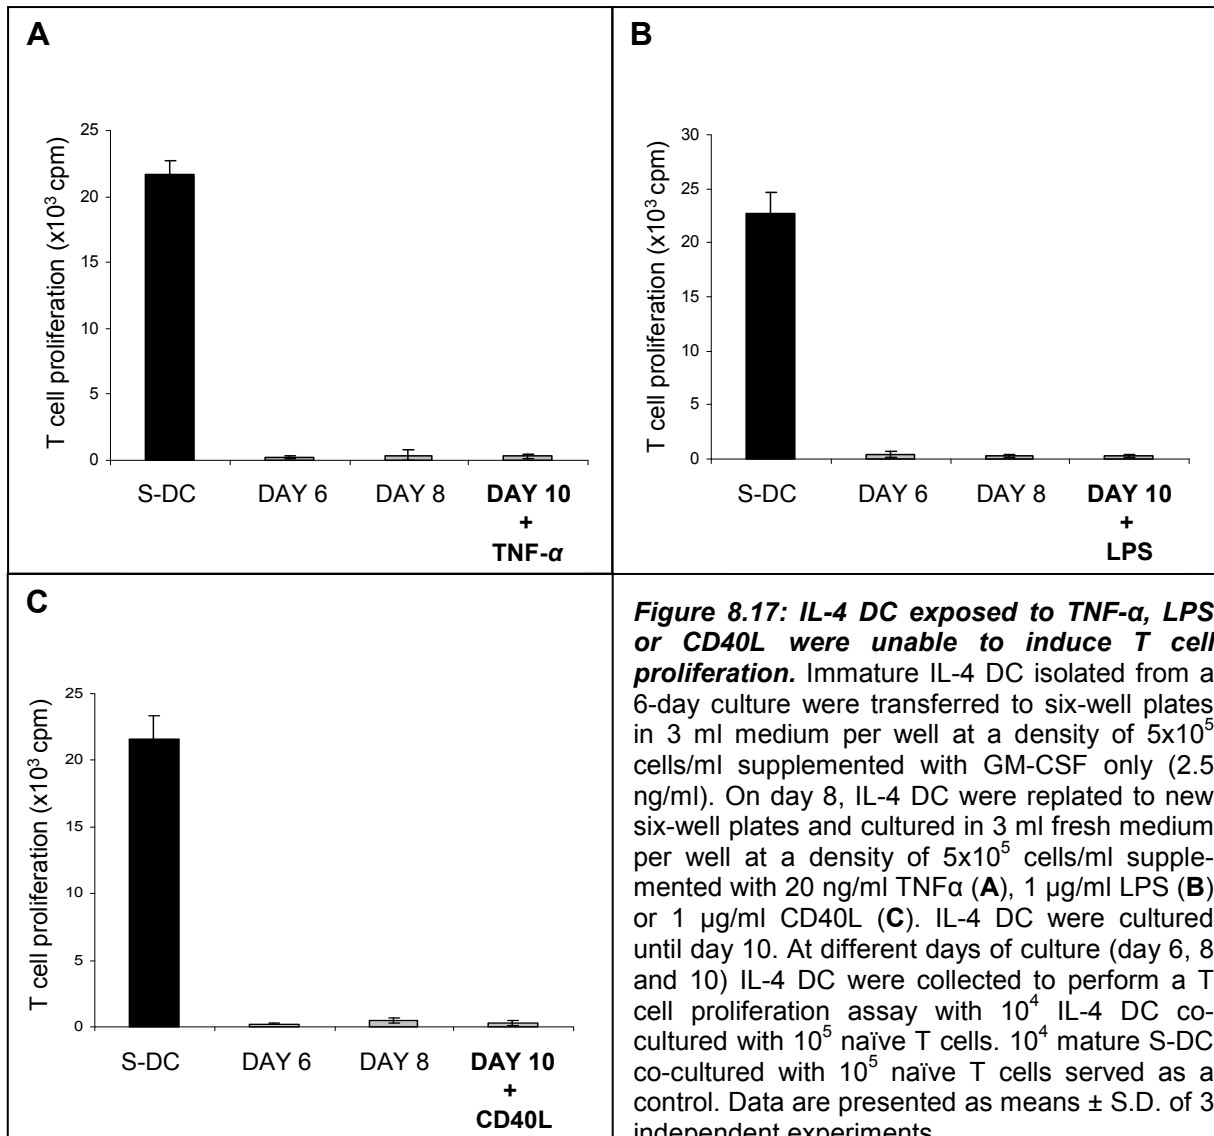 A
T cell proliferation (x10³ cpm)
25
20
15
10
5
0
S-DC DAY 6 DAY 8 DAY 10
+
TNF-α
B
T cell proliferation (x10³ cpm)
30
25
20
15
10
5
0
S-DC DAY 6 DAY 8 DAY 10
+
LPS
C
T cell proliferation (x10³ cpm)
25
20
15
10
5
0
S-DC DAY 6 DAY 8 DAY 10
+
CD40L
Figure 8.17: IL-4 DC exposed to TNF-α, LPS
or CD40L were unable to induce T cell
proliferation. Immature IL-4 DC isolated from a
6-day culture were transferred to six-well plates
in 3 ml medium per well at a density of 5x10⁵
cells/ml supplemented with GM-CSF only (2.5
ng/ml). On day 8, IL-4 DC were replated to new
six-well plates and cultured in 3 ml fresh medium
per well at a density of 5x10⁵ cells/ml supple-
mented with 20 ng/ml TNFα (A), 1 µg/ml LPS (B)
or 1 µg/ml CD40L (C). IL-4 DC were cultured
until day 10. At different days of culture (day 6, 8
and 10) IL-4 DC were collected to perform a T
cell proliferation assay with 10⁴ IL-4 DC co-
cultured with 10⁵ naïve T cells. 10⁴ mature S-DC
co-cultured with 10⁵ naïve T cells served as a
control. Data are presented as means ± S.D. of 3
independent experiments